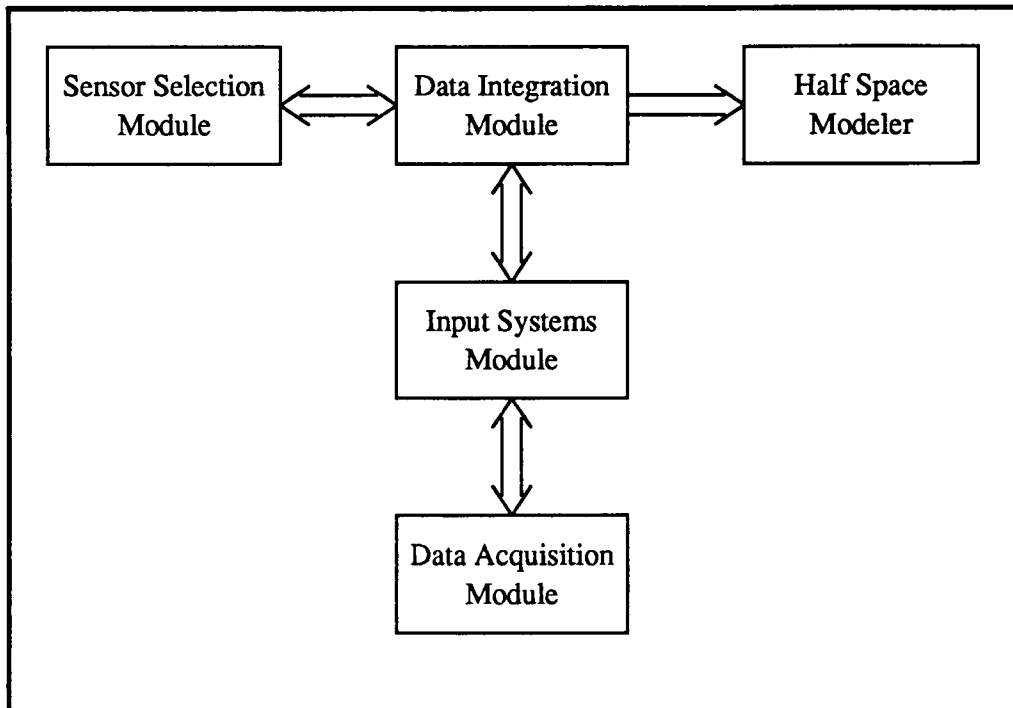 Sensor Selection
Module
Data Integration
Module
Half Space
Modeler
Input Systems
Module
Data Acquisition
Module